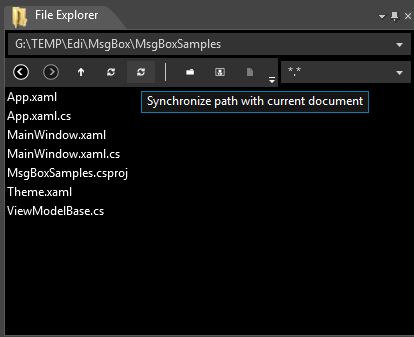 File Explorer
G:\TEMP\Edi\MsgBox\MsgBoxSamples
*.*
Synchronize path with current document
App.xaml
App.xaml.cs
MainWindow.xaml
MainWindow.xaml.cs
MsgBoxSamples.csproj
Theme.xaml
ViewModelBase.cs